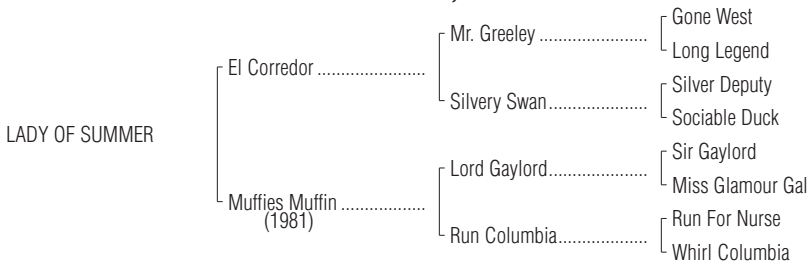 Gone West
Mr. Greeley ......................
Long Legend
El Corredor ......................
Silver Deputy
Silvery Swan.....................
Sociable Duck
LADY OF SUMMER
Sir Gaylord
Lord Gaylord.....................
Miss Glamour Gal
Muffies Muffin .................
(1981)
Run For Nurse
Run Columbia...................
Whirl Columbia